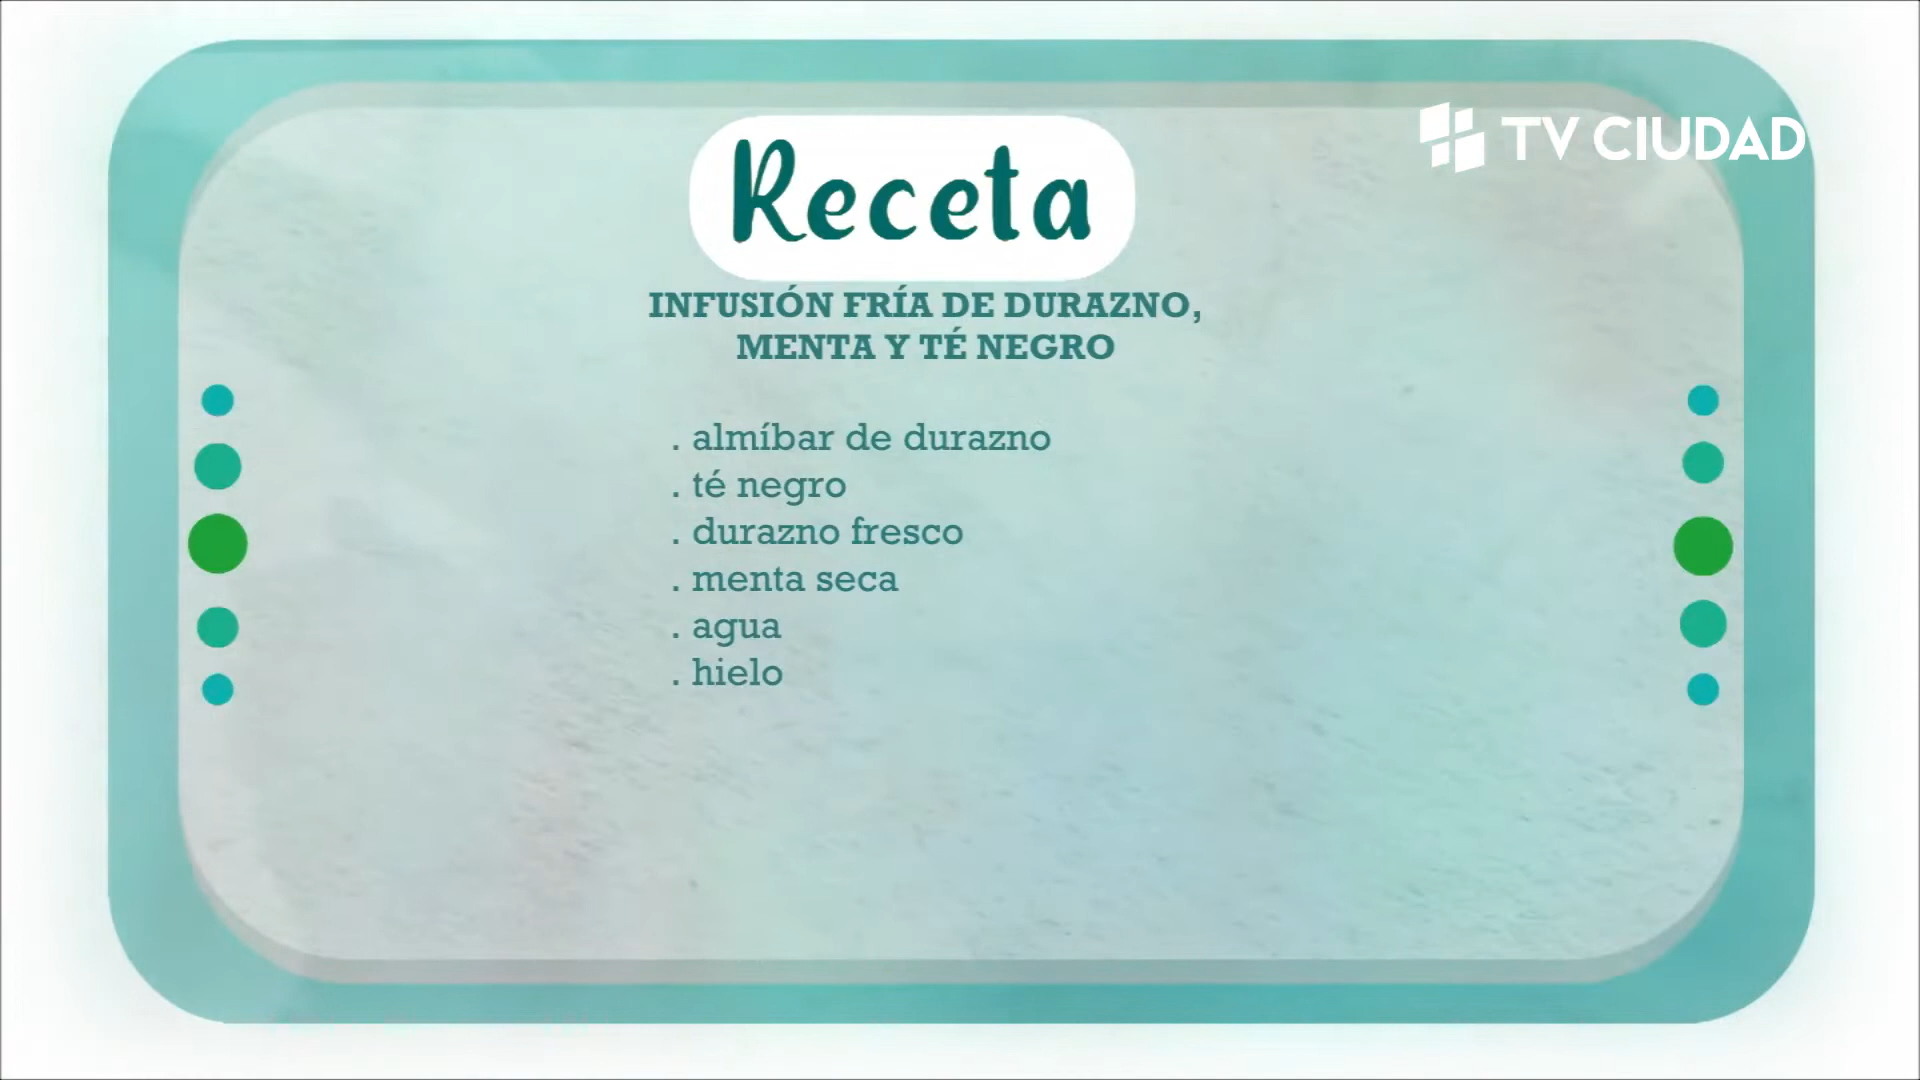 TV CIUDAD
Receta
INFUSIÓN FRÍA DE DURAZNO,
MENTA Y TÉ NEGRO
. almíbar de durazno
. té negro
. durazno fresco
. menta seca
. agua
. hielo